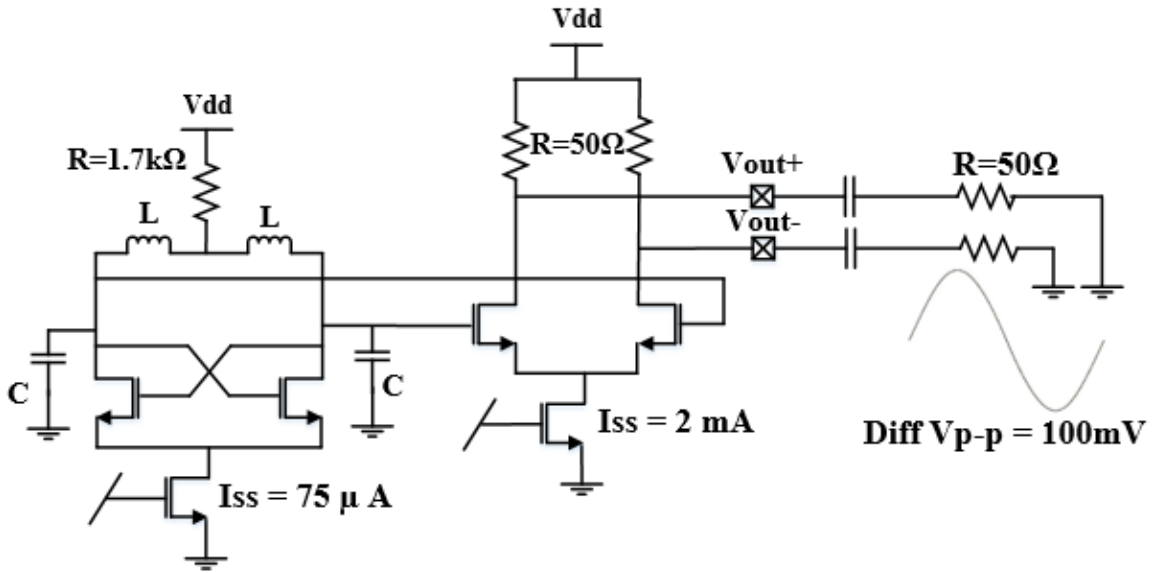 Vdd
Vdd
R=1.7kΩ
R=50Ω
Vout+
R=50Ω
L
L
Vout-
C
C
Iss = 2 mA
Diff Vp-p = 100mV
Iss = 75 μ A